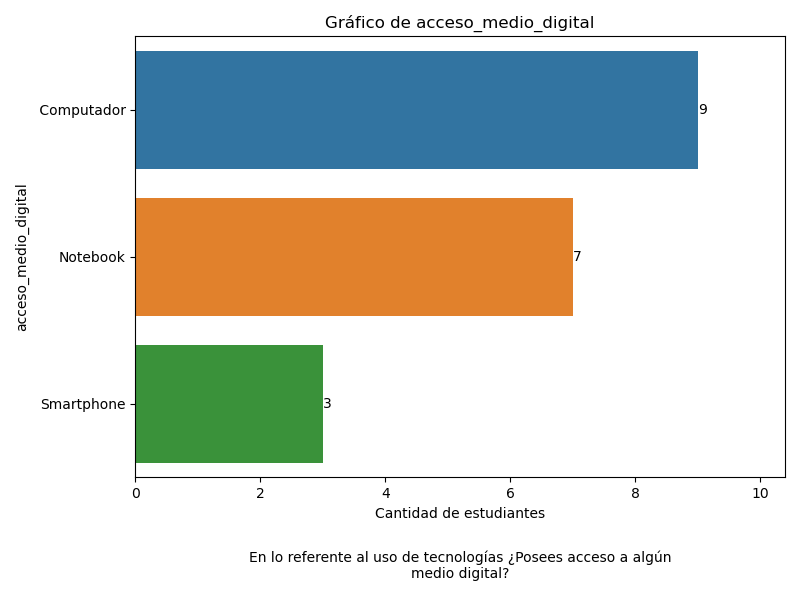 Gráfico de acceso_medio_digital
acceso_medio_digital
Computador
9
Notebook
7
Smartphone
3
0 2 4 6 8 10
Cantidad de estudiantes
En lo referente al uso de tecnologías ¿Posees acceso a algún
medio digital?